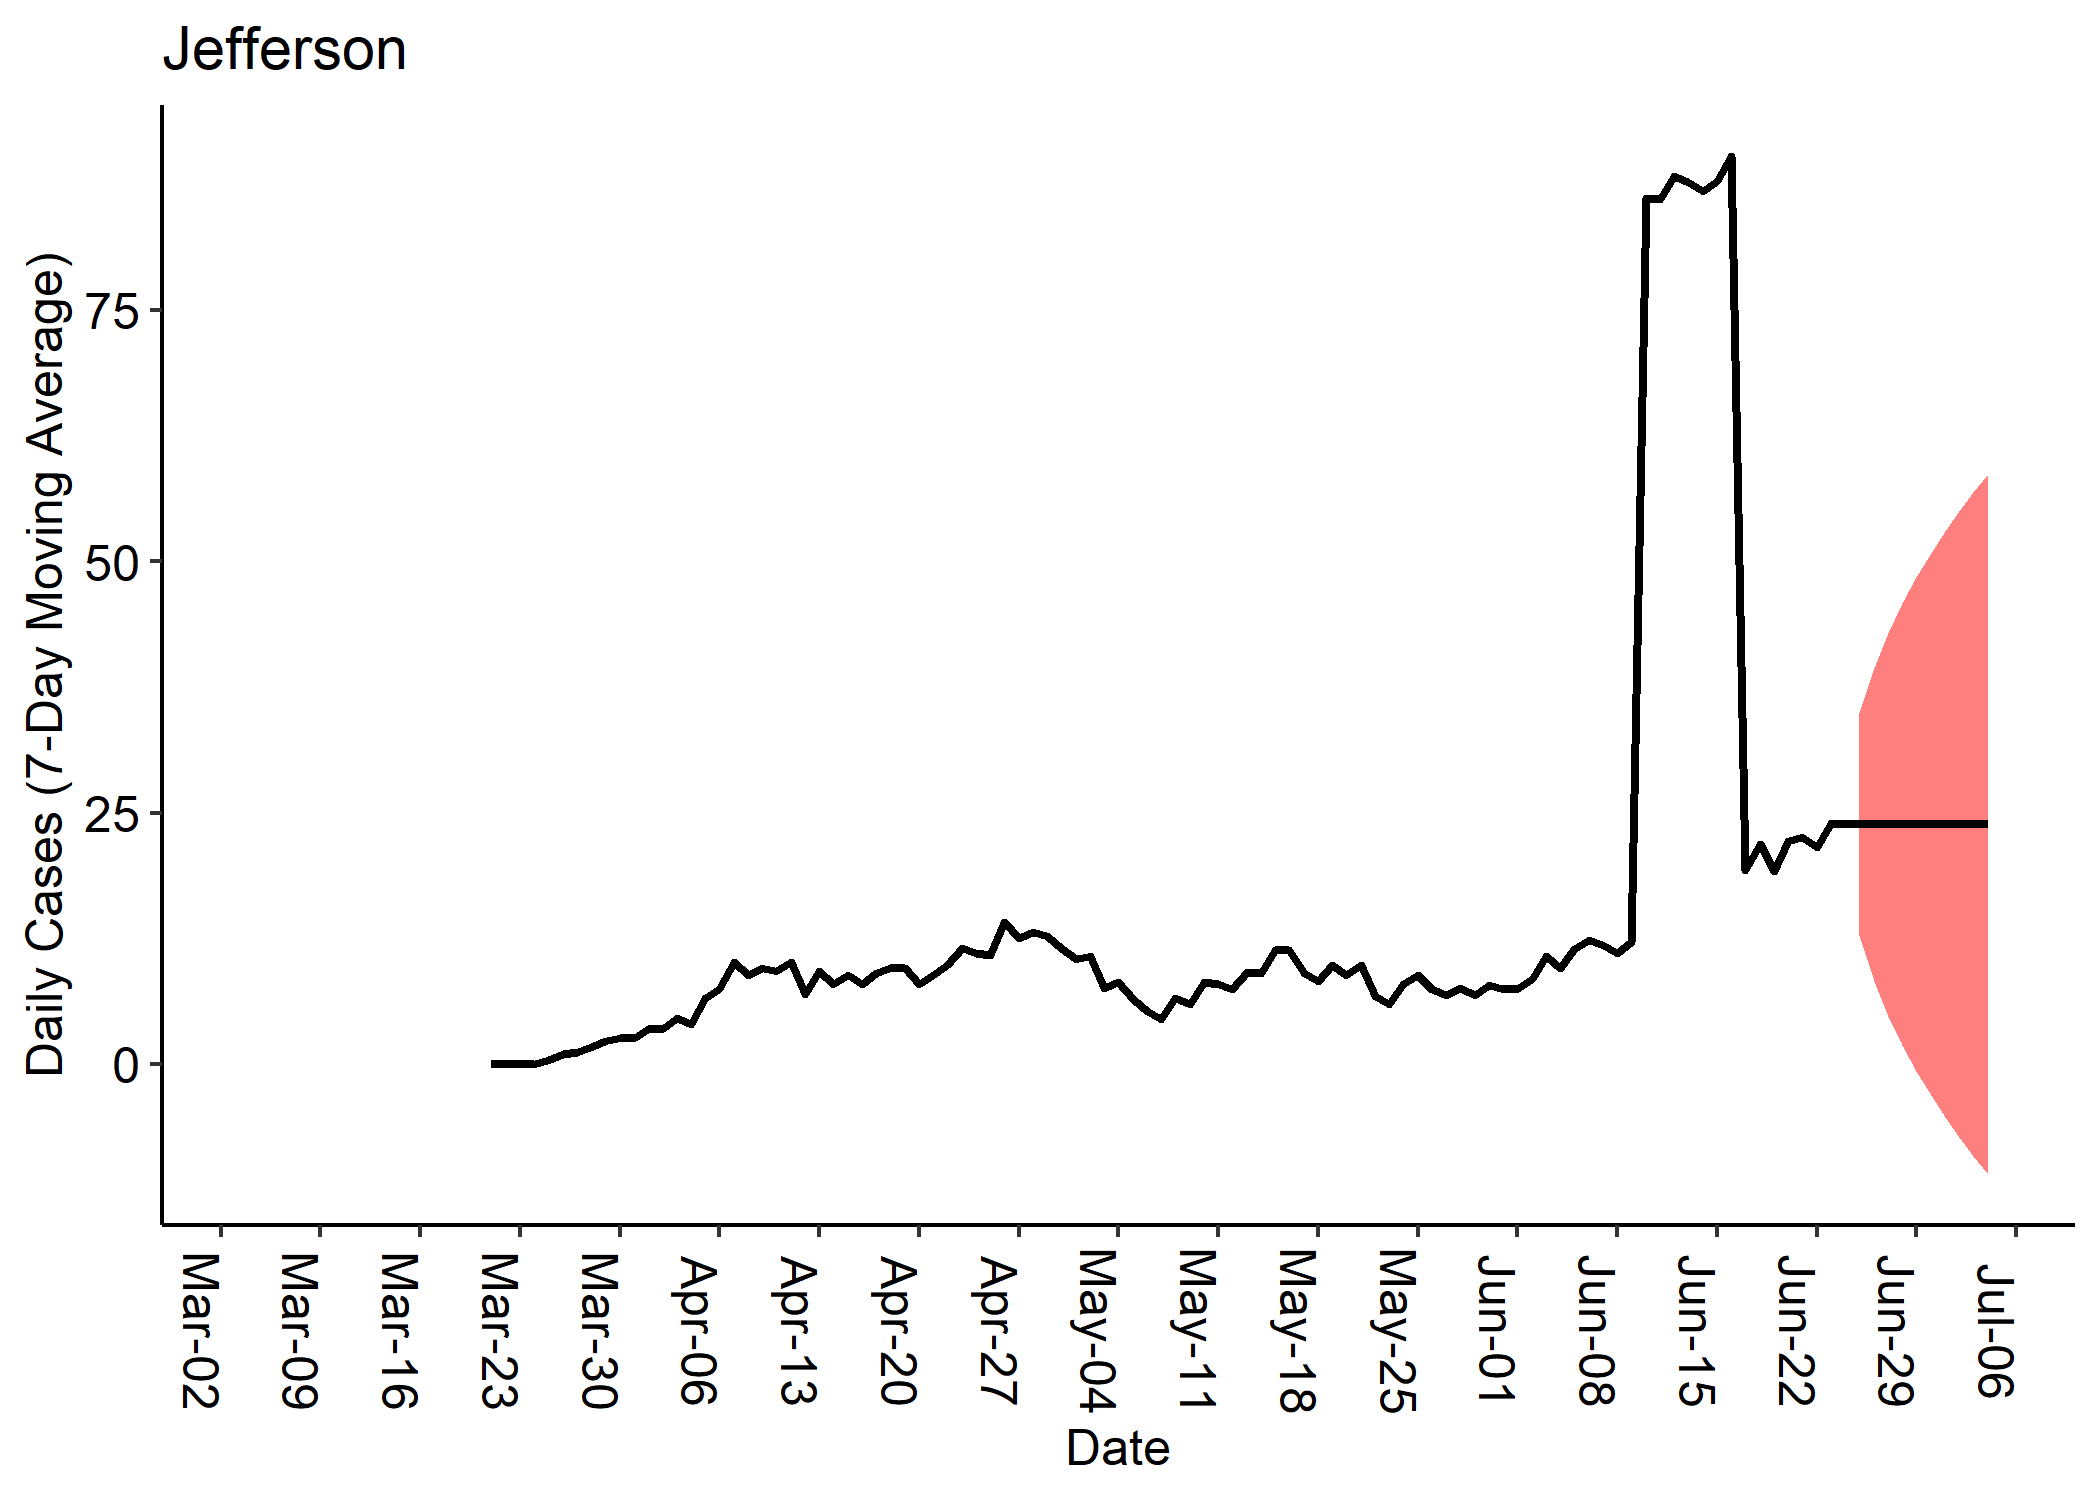 Jefferson
Daily Cases (7-Day Moving Average)
75
50
25
0
Mar-02
Mar-09
Mar-16
Mar-23
Mar-30
Apr-06
Apr-13
Apr-20
Apr-27
May-04
May-11
May-18
May-25
Jun-01
Jun-08
Jun-15
Jun-22
Jun-29
Jul-06
Date